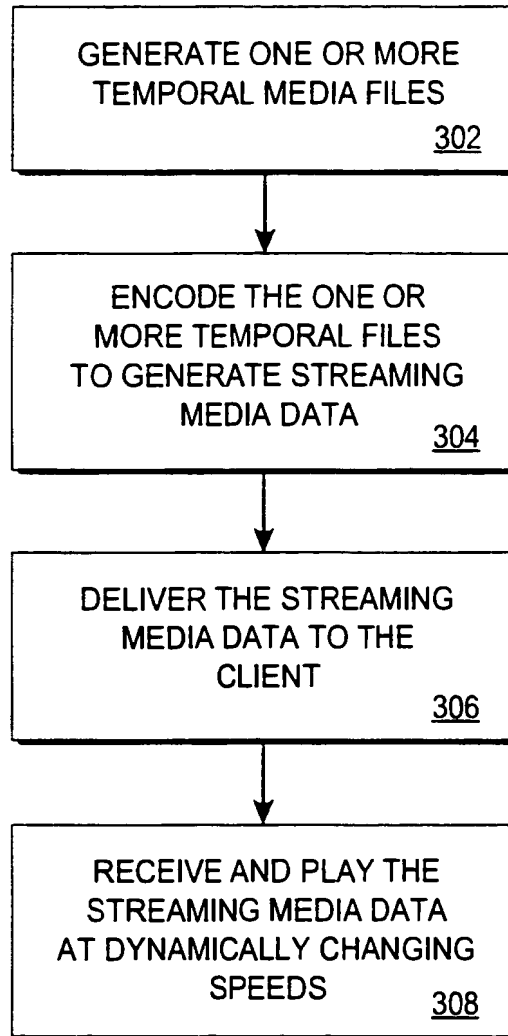 GENERATE ONE OR MORE
TEMPORAL MEDIA FILES
302
ENCODE THE ONE OR
MORE TEMPORAL FILES
TO GENERATE STREAMING
MEDIA DATA
304
DELIVER THE STREAMING
MEDIA DATA TO THE
CLIENT
306
RECEIVE AND PLAY THE
STREAMING MEDIA DATA
AT DYNAMICALLY CHANGING
SPEEDS
308